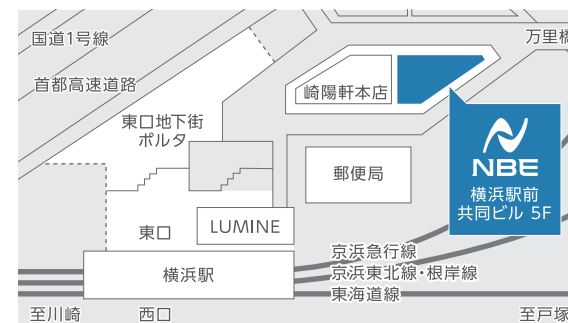 国道1号線
万里橋
首都高速道路
崎陽軒本店
東口地下街
ポルタ
NBE
横浜駅前
共同ビル 5F
郵便局
東口
LUMINE
横浜駅
京浜急行線
京浜東北線・根岸線
東海道線
至川崎
西口
至戸塚